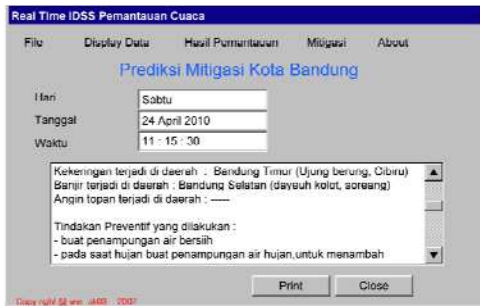 Real Time IDSS Pemantauan Cuaca
File Display Data Hasil Pemantauan Mitigasi About
Prediksi Mitigasi Kota Bandung
Hari Sabtu
Tanggal 24 April 2010
Waktu 11 : 15 : 30
Kekeringan terjadi di daerah : Bandung Timur (Ujung berung, Cibiru)
Banjir terjadi di daerah : Bandung Selatan (dayeuh kolot, soreang)
Angin topan terjadi di daerah : -----
Tindakan Preventif yang dilakukan :
- buat penampungan air bersiih
- pada saat hujan buat penampungan air hujan,untuk menambah
Print Close
Copy right 2007